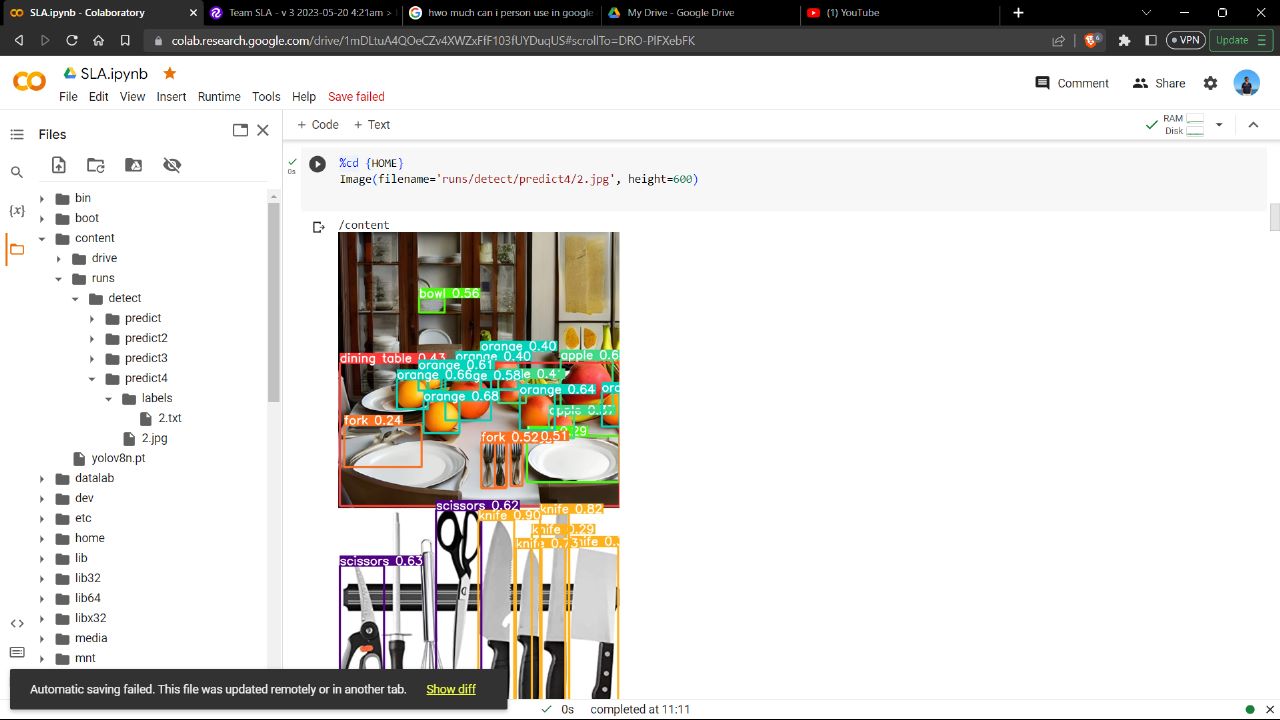 SLA.ipynb - Colaboratory
Team SLA - v 3 2023-05-20 4:21am >
hwo much can i person use in google
My Drive - Google Drive
(1) YouTube
colab.research.google.com/drive/1mDLtuA4QOeCZv4XWZxFfF103fUYDuqUS#scrollTo=DRO-PlFXebFK
6
VPN
Update
CO
SLA.ipynb
File Edit View Insert Runtime Tools Help Save failed
Comment
Share
Files
+ Code + Text
RAM
Disk
{x}
bin
boot
content
drive
runs
detect
predict
predict2
predict3
predict4
labels
2.txt
2.jpg
yolov8n.pt
datalab
dev
etc
home
lib
lib32
lib64
libx32
media
mnt
0s
%cd {HOME}
Image(filename='runs/detect/predict4/2.jpg', height=600)
/content
bowl 0.56
orange 0.40
dining table 0.43
orange 0.40
apple 0.6
orange 0.61
orange 0.66
ge 0.58
le 0.4
orange 0.64
ora
orange 0.68
apple 0.37
fork 0.24
fork 0.52
0.51
.29
scissors 0.62
knife 0.90
knife 0.82
knife 0.29
knife 0.73
nife 0.
scissors 0.63
Automatic saving failed. This file was updated remotely or in another tab.
Show diff
0s completed at 11:11